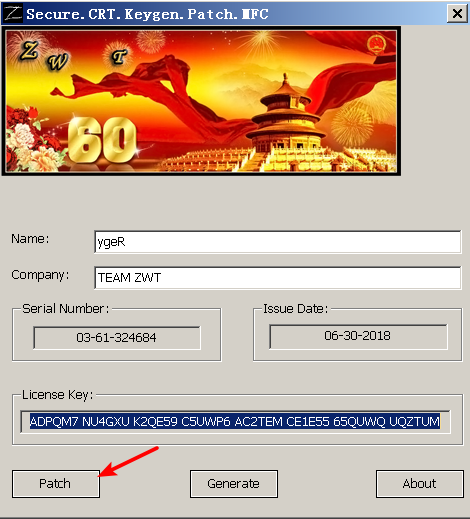 Secure.CRT.Keygen.Patch.MFC
Z W T
60
Name:
ygeR
Company:
TEAM ZWT
Serial Number:
03-61-324684
Issue Date:
06-30-2018
License Key:
ADPQM7 NU4GXU K2QE59 C5UWP6 AC2TEM CE1E55 65QUWQ UQZTUM
Patch
Generate
About